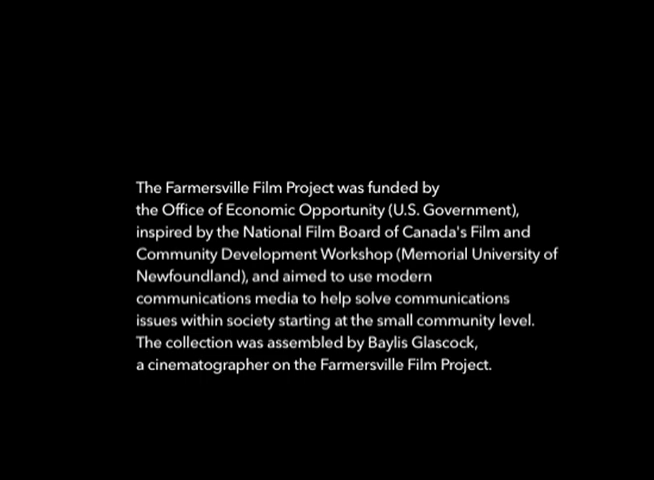 The Farmersville Film Project was funded by
the Office of Economic Opportunity (U.S. Government),
inspired by the National Film Board of Canada's Film and
Community Development Workshop (Memorial University of
Newfoundland), and aimed to use modern
communications media to help solve communications
issues within society starting at the small community level.
The collection was assembled by Baylis Glascock,
a cinematographer on the Farmersville Film Project.